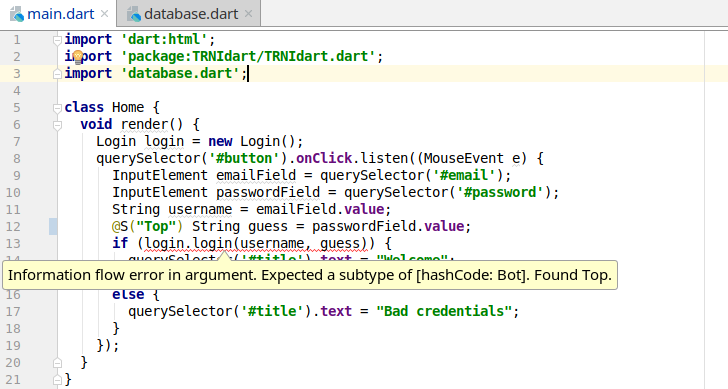 main.dart × database.dart ×
1 import 'dart:html';
2 import 'package:TRNIdart/TRNIdart.dart';
3 import 'database.dart';
4
5 class Home {
6 void render() {
7 Login login = new Login();
8 querySelector('#button').onClick.listen((MouseEvent e) {
9 InputElement emailField = querySelector('#email');
10 InputElement passwordField = querySelector('#password');
11 String username = emailField.value;
12 @S("Top") String guess = passwordField.value;
13 if (login.login(username, guess)) {
querySelector('#title').text = "Welcome";
Information flow error in argument. Expected a subtype of [hashCode: Bot]. Found Top.
16 else {
17 querySelector('#title').text = "Bad credentials";
18 }
19 });
20 }
21 }